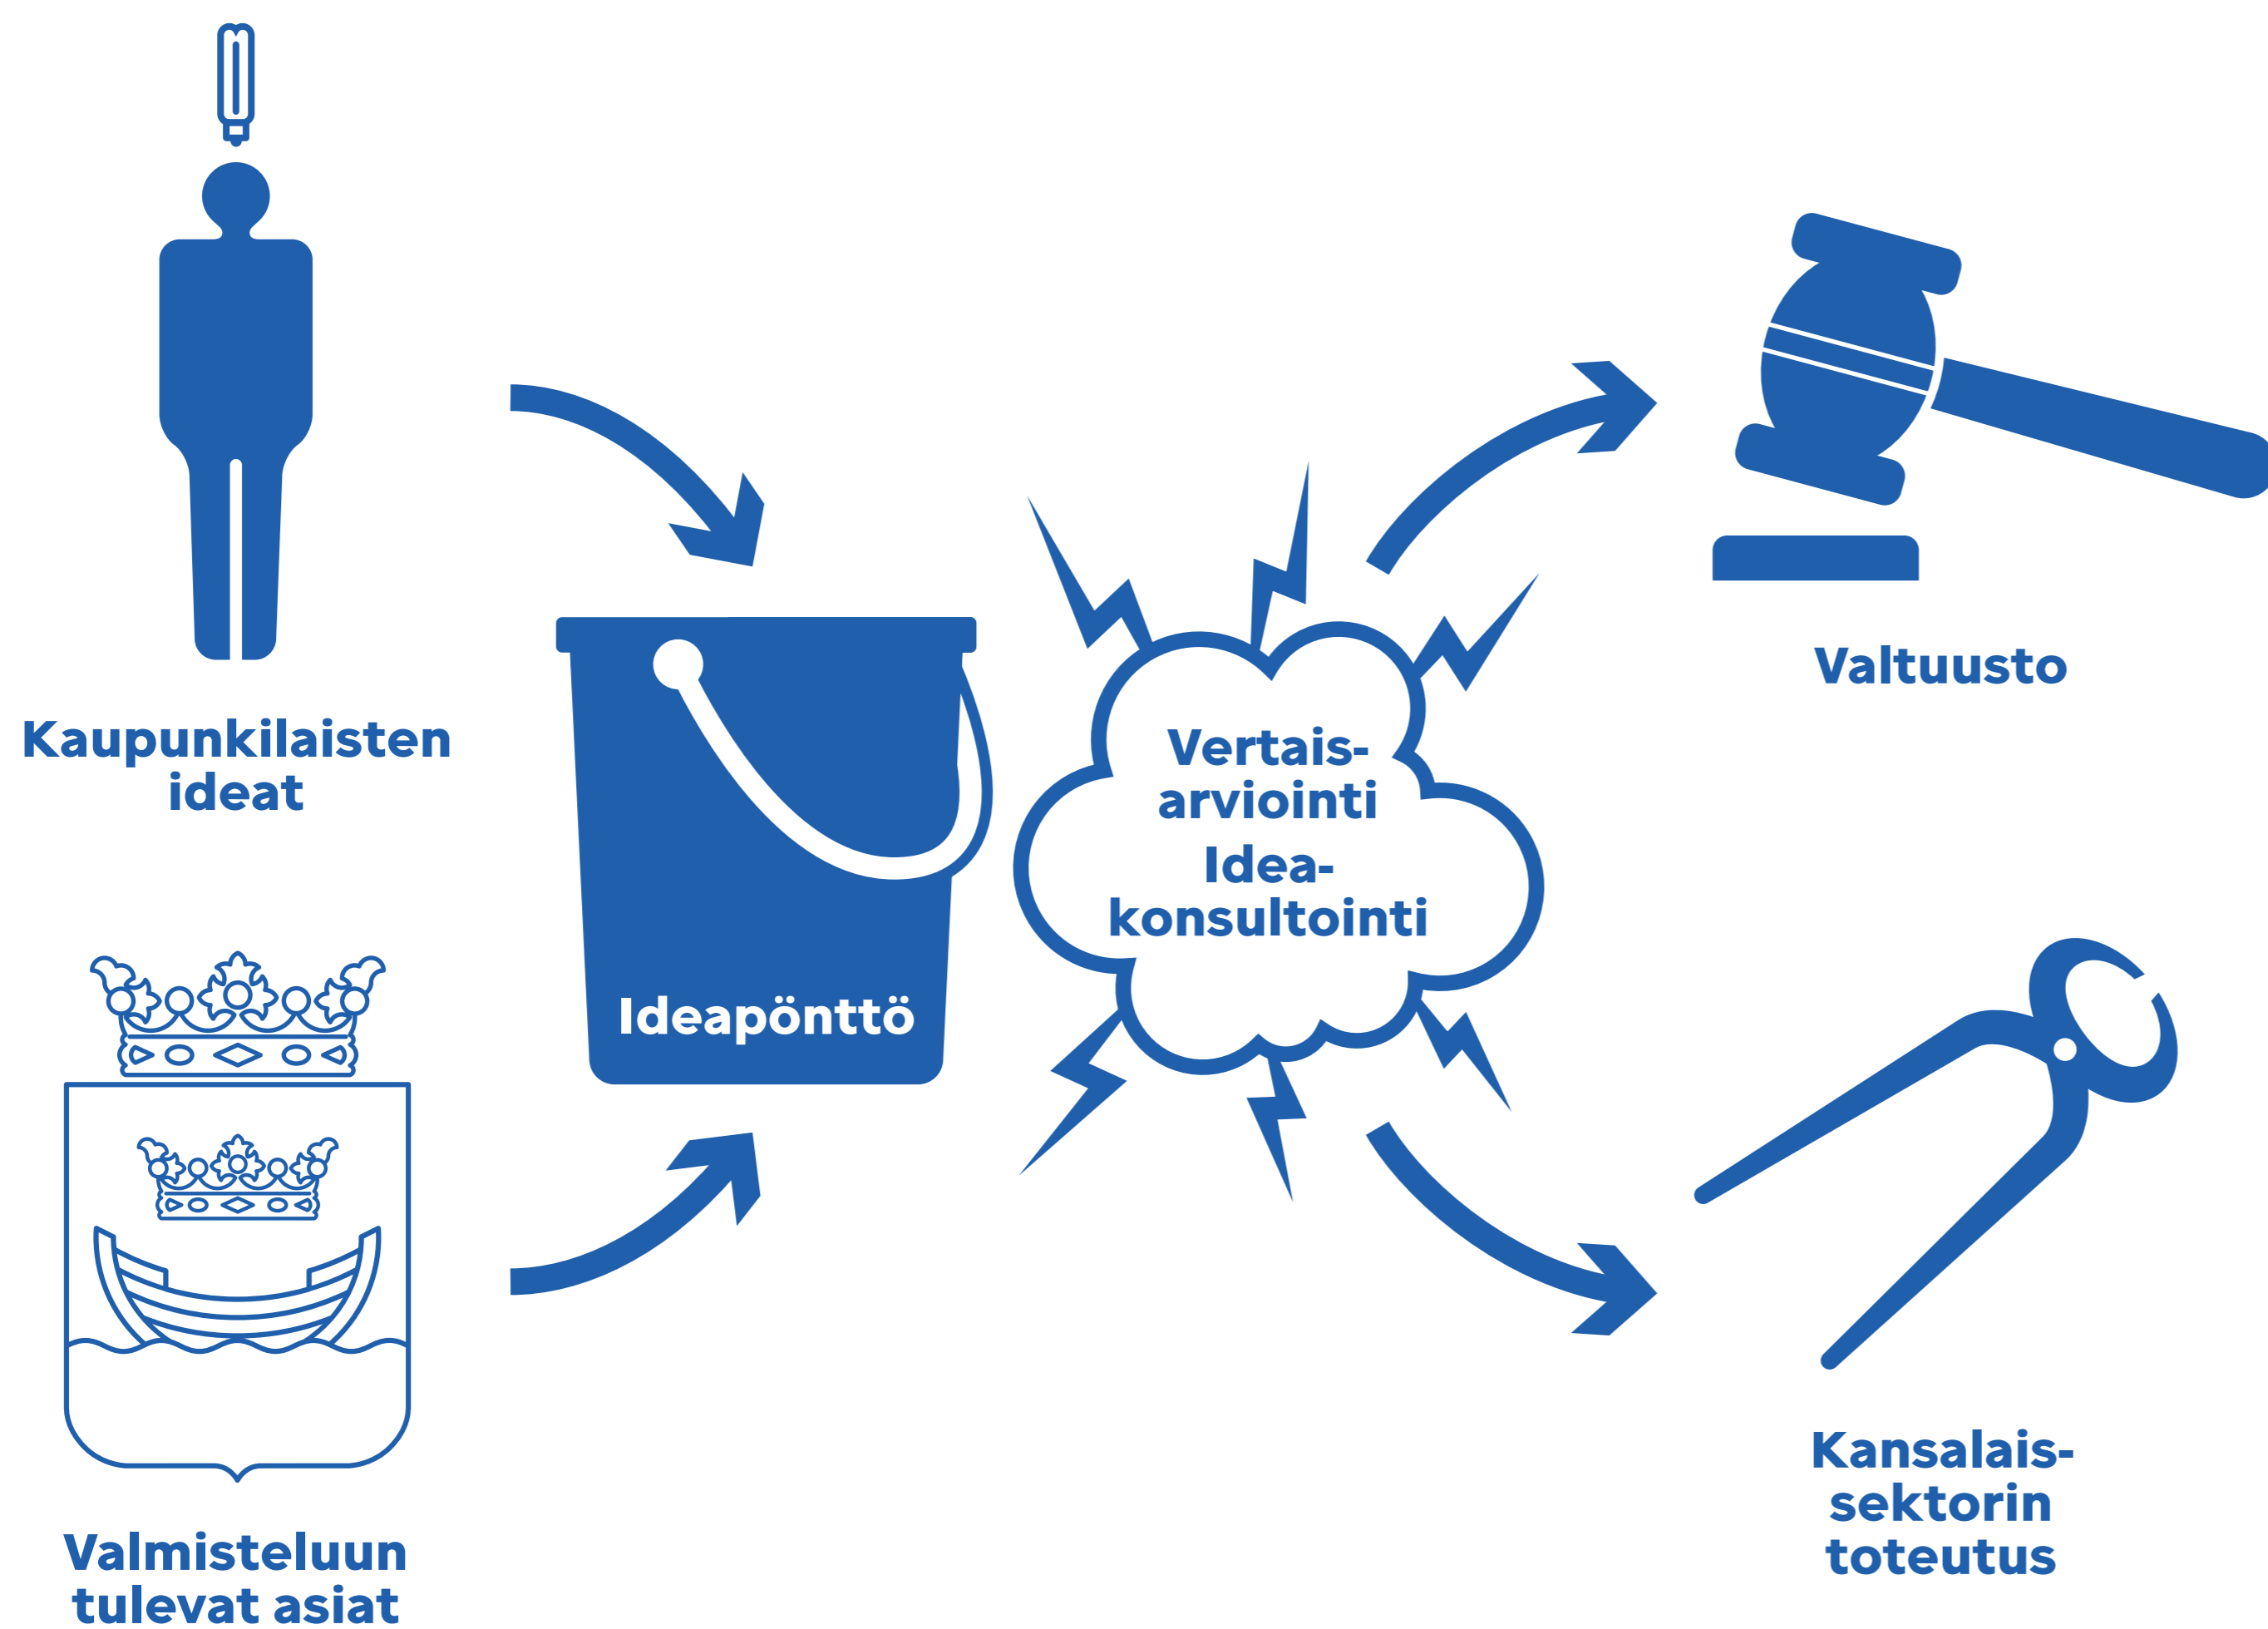 Kaupunkilaisten
ideat
Valmisteluun
tulevat asiat
Ideapönttö
Vertais-
arviointi
Idea-
konsultointi
Valtuusto
Kansalais-
sektorin
toteutus